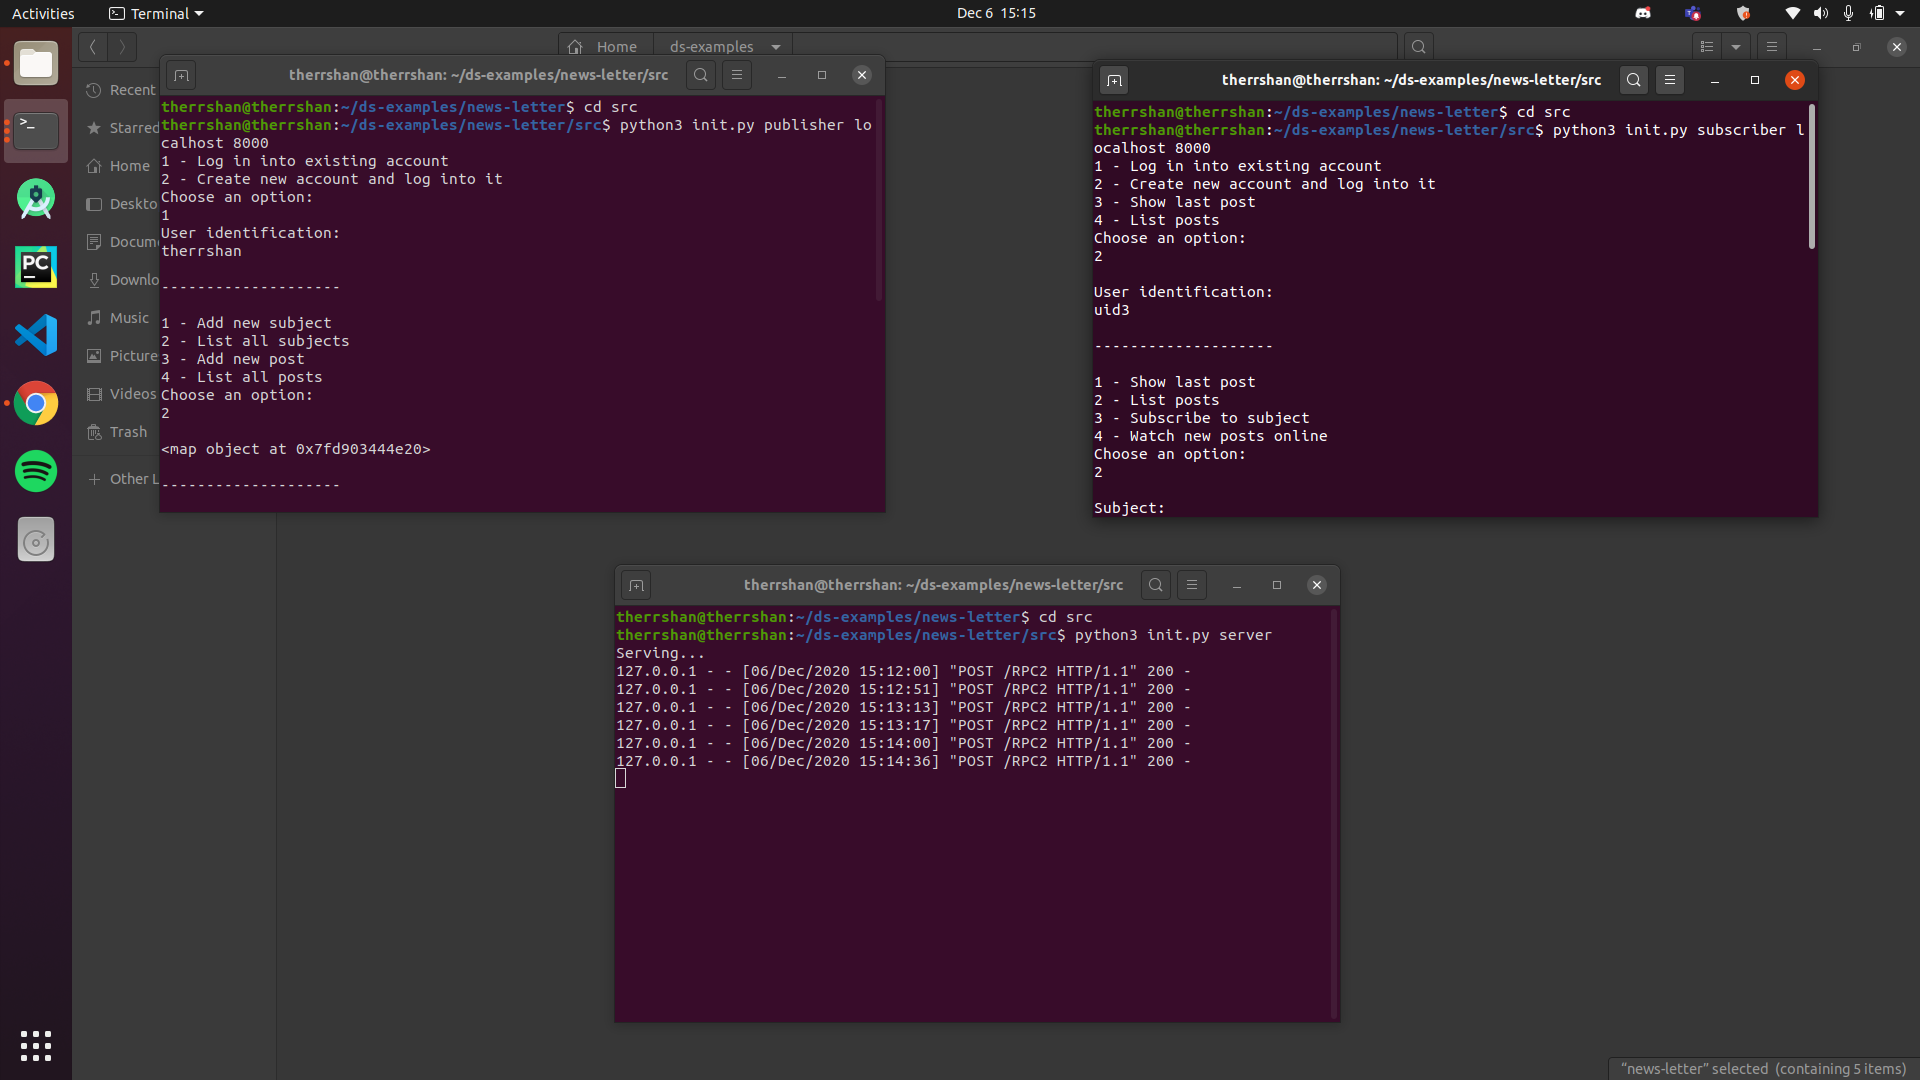 Activities
Terminal
Dec 6 15:15
Home
ds-examples
Recent
Starred
Home
Deskto
Docum
Downlo
Music
Picture
Videos
Trash
Other L
therrshan@therrshan: ~/ds-examples/news-letter/src
therrshan@therrshan:~/ds-examples/news-letter$ cd src
therrshan@therrshan:~/ds-examples/news-letter/src$ python3 init.py publisher lo
calhost 8000
1 - Log in into existing account
2 - Create new account and log into it
Choose an option:
1
User identification:
therrshan
--------------------
1 - Add new subject
2 - List all subjects
3 - Add new post
4 - List all posts
Choose an option:
2
<map object at 0x7fd903444e20>
--------------------
therrshan@therrshan: ~/ds-examples/news-letter/src
therrshan@therrshan:~/ds-examples/news-letter$ cd src
therrshan@therrshan:~/ds-examples/news-letter/src$ python3 init.py subscriber l
ocalhost 8000
1 - Log in into existing account
2 - Create new account and log into it
3 - Show last post
4 - List posts
Choose an option:
2
User identification:
uid3
--------------------
1 - Show last post
2 - List posts
3 - Subscribe to subject
4 - Watch new posts online
Choose an option:
2
Subject:
therrshan@therrshan: ~/ds-examples/news-letter/src
therrshan@therrshan:~/ds-examples/news-letter$ cd src
therrshan@therrshan:~/ds-examples/news-letter/src$ python3 init.py server
Serving...
127.0.0.1 - - [06/Dec/2020 15:12:00] "POST /RPC2 HTTP/1.1" 200 -
127.0.0.1 - - [06/Dec/2020 15:12:51] "POST /RPC2 HTTP/1.1" 200 -
127.0.0.1 - - [06/Dec/2020 15:13:13] "POST /RPC2 HTTP/1.1" 200 -
127.0.0.1 - - [06/Dec/2020 15:13:17] "POST /RPC2 HTTP/1.1" 200 -
127.0.0.1 - - [06/Dec/2020 15:14:00] "POST /RPC2 HTTP/1.1" 200 -
127.0.0.1 - - [06/Dec/2020 15:14:36] "POST /RPC2 HTTP/1.1" 200 -
PC
"news-letter" selected (containing 5 items)